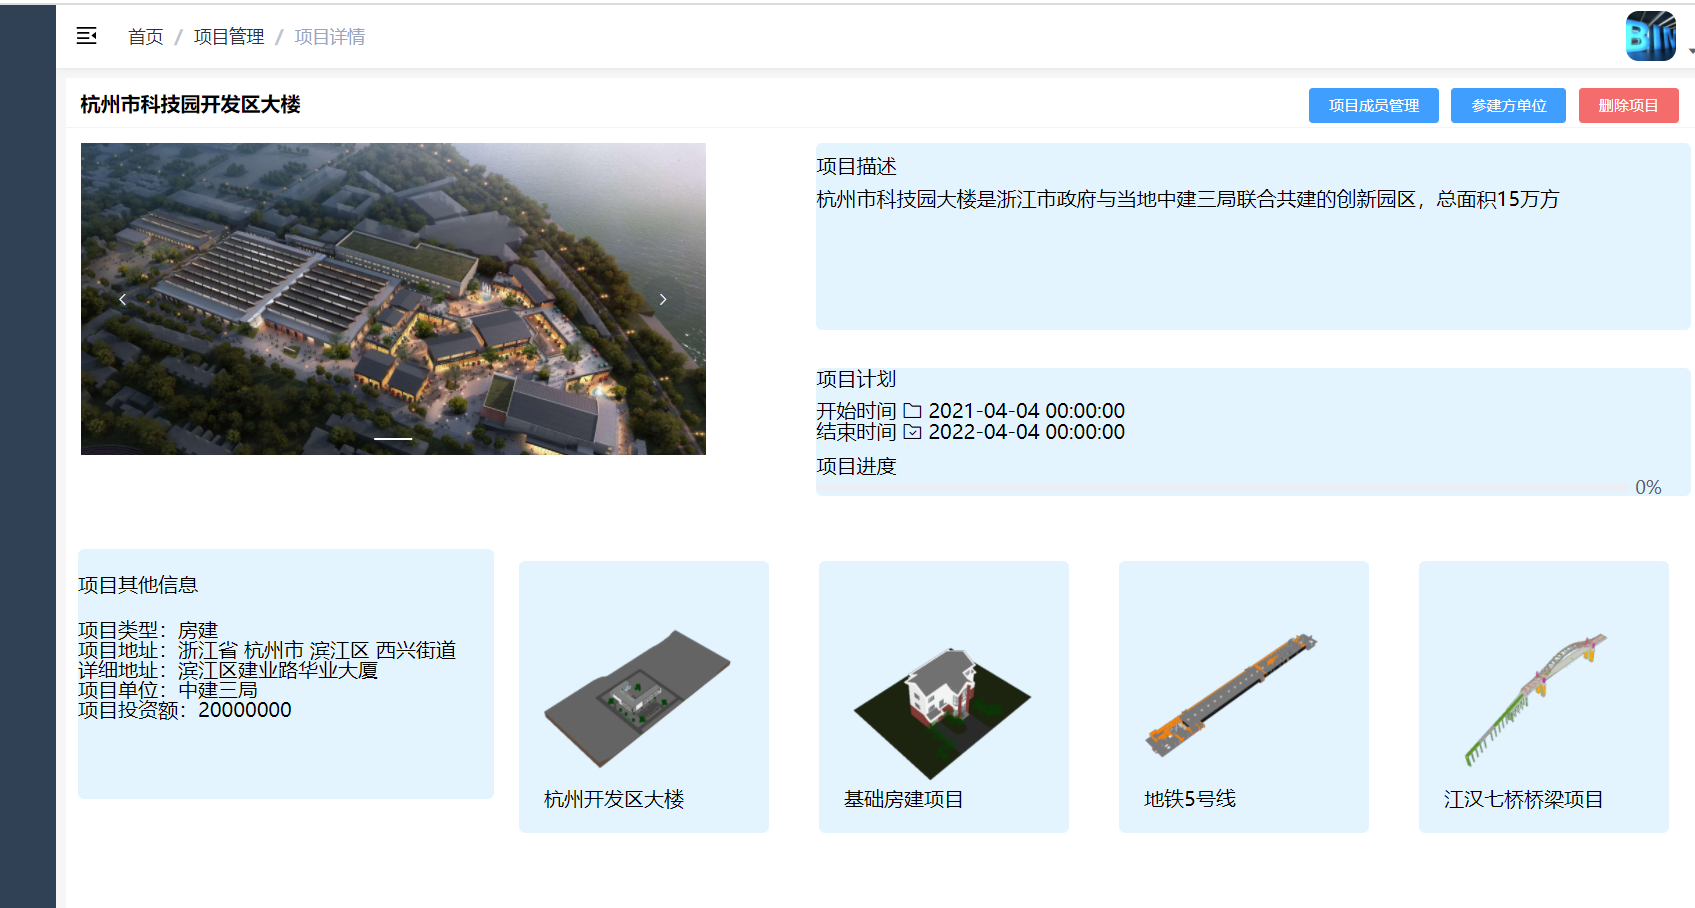 首页 / 项目管理 / 项目详情
BIM
杭州市科技园开发区大楼
项目成员管理
参建方单位
删除项目
项目描述
杭州市科技园大楼是浙江市政府与当地中建三局联合共建的创新园区，总面积15万方
项目计划
开始时间 2021-04-04 00:00:00
结束时间 2022-04-04 00:00:00
项目进度
0%
项目其他信息
项目类型：房建
项目地址：浙江省 杭州市 滨江区 西兴街道
详细地址：滨江区建业路华业大厦
项目单位：中建三局
项目投资额：20000000
杭州开发区大楼
基础房建项目
地铁5号线
江汉七桥桥梁项目